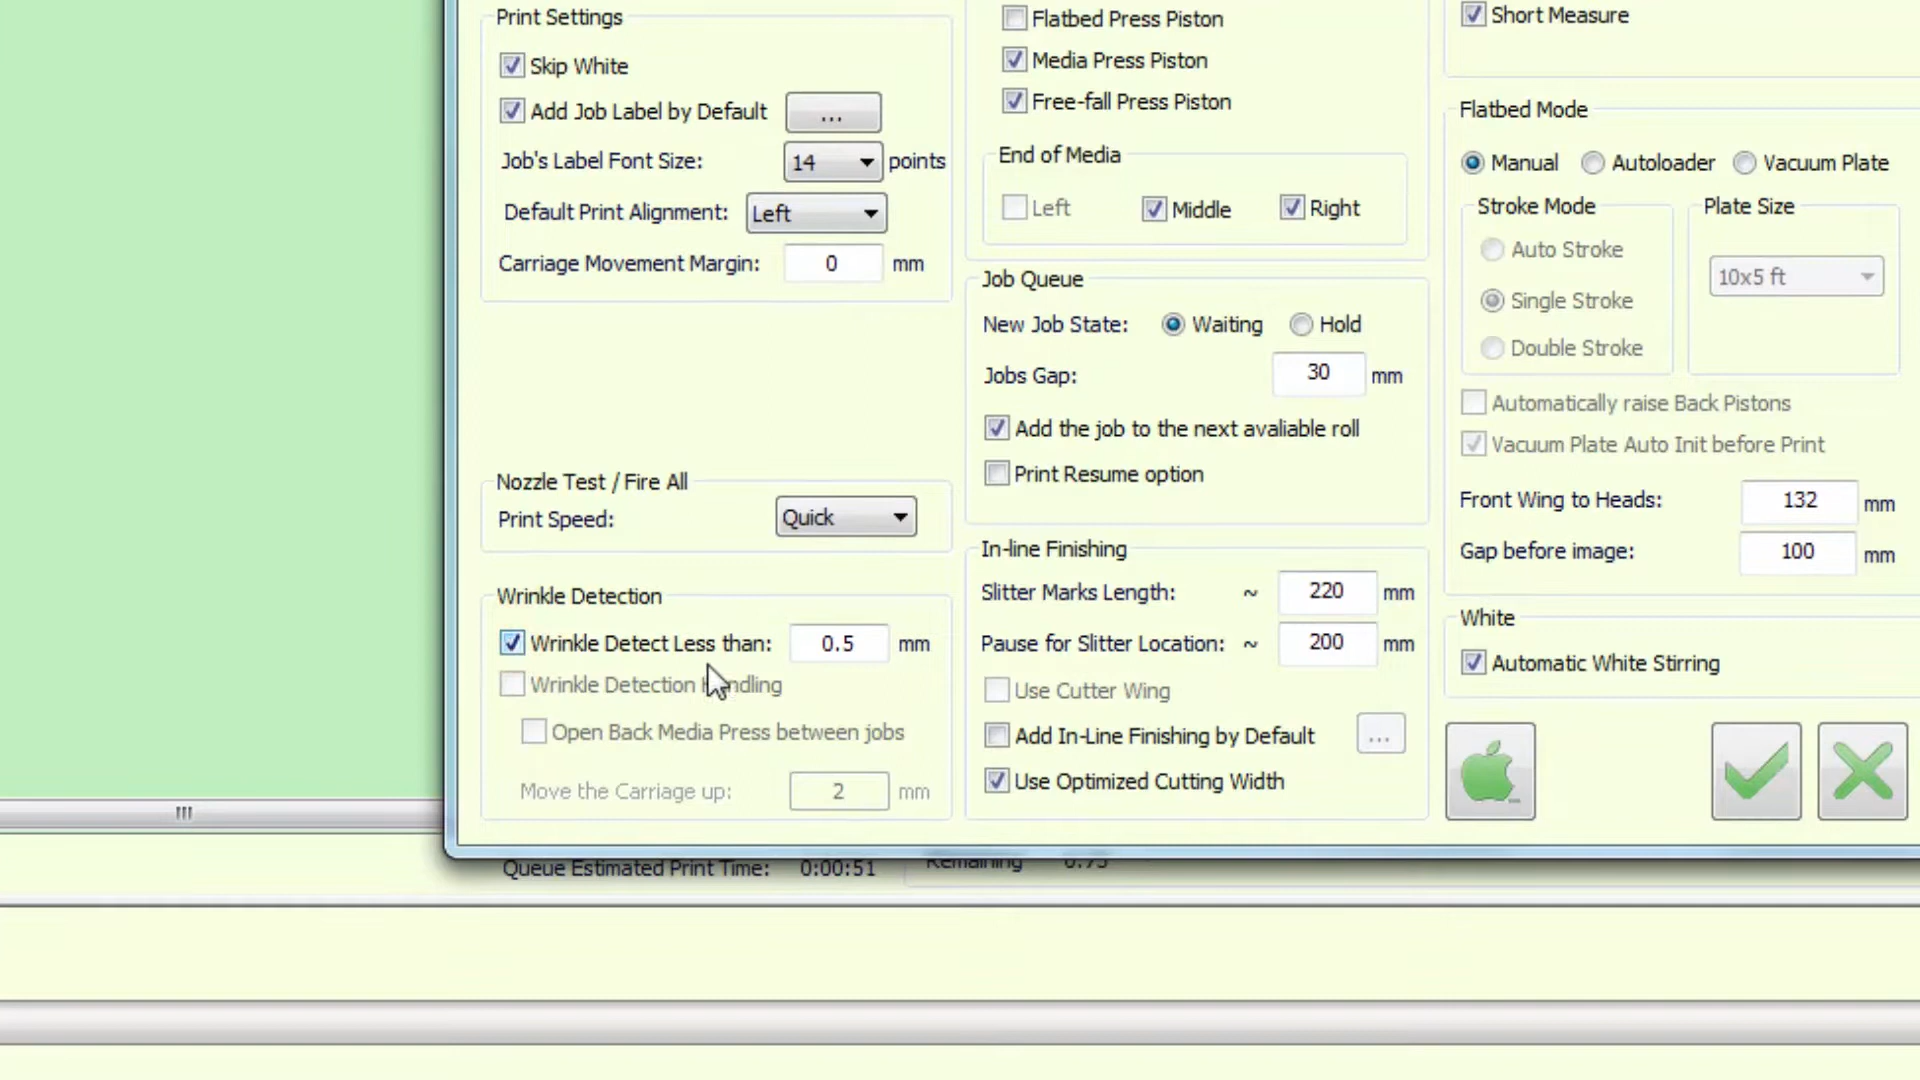 Print Settings
Skip White
Add Job Label by Default
...
Job's Label Font Size:
14
points
Default Print Alignment:
Left
Carriage Movement Margin:
0
mm
Nozzle Test / Fire All
Print Speed:
Quick
Wrinkle Detection
Wrinkle Detect Less than:
0.5
mm
Wrinkle Detection Handling
Open Back Media Press between jobs
Move the Carriage up:
2
mm
Flatbed Press Piston
Media Press Piston
Free-fall Press Piston
End of Media
Left
Middle
Right
Job Queue
New Job State:
Waiting
Hold
Jobs Gap:
30
mm
Add the job to the next avaliable roll
Print Resume option
In-line Finishing
Slitter Marks Length:
~
220
mm
Pause for Slitter Location:
~
200
mm
Use Cutter Wing
Add In-Line Finishing by Default
...
Use Optimized Cutting Width
Short Measure
Flatbed Mode
Manual
Autoloader
Vacuum Plate
Stroke Mode
Auto Stroke
Single Stroke
Double Stroke
Plate Size
10x5 ft
Automatically raise Back Pistons
Vacuum Plate Auto Init before Print
Front Wing to Heads:
132
mm
Gap before image:
100
mm
White
Automatic White Stirring
Queue Estimated Print Time:
0:00:51
Remaining
0.75